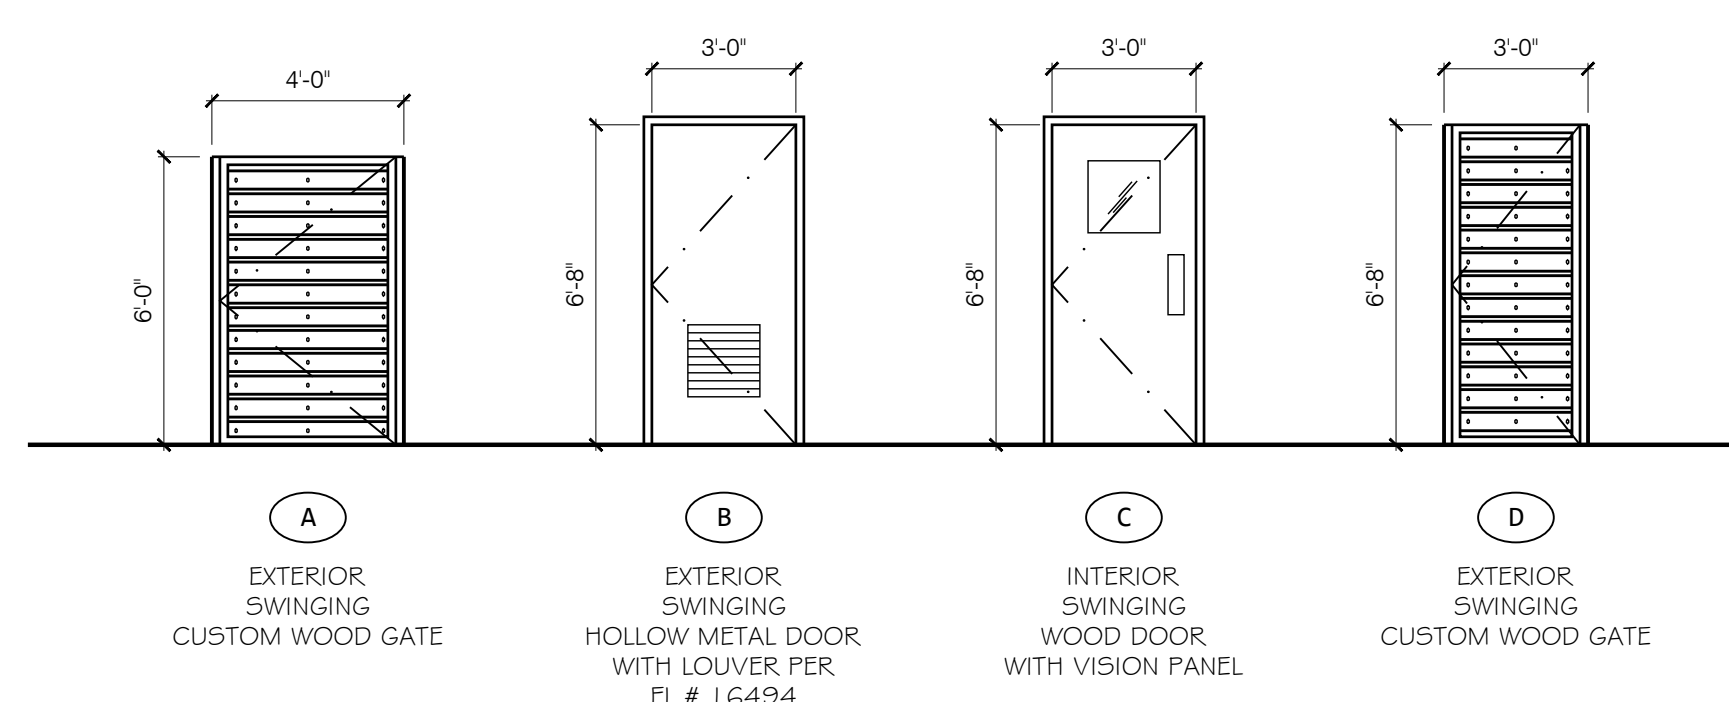 4'-0"
3'-0"
3'-0"
3'-0"
6'-0"
6'-8"
6'-8"
6'-8"
A
B
C
D
EXTERIOR
SWINGING
CUSTOM WOOD GATE
EXTERIOR
SWINGING
HOLLOW METAL DOOR
WITH LOUVER PER
FL # 16494
INTERIOR
SWINGING
WOOD DOOR
WITH VISION PANEL
EXTERIOR
SWINGING
CUSTOM WOOD GATE